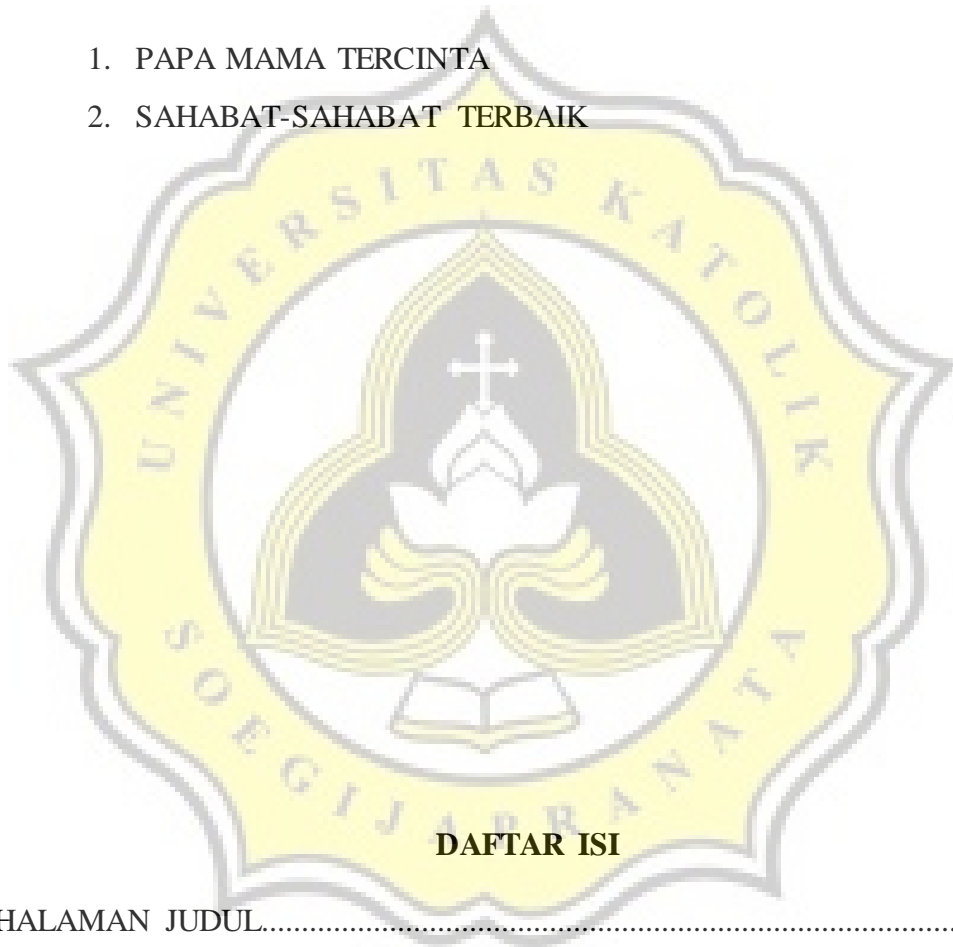 1. PAPA MAMA TERCINTA
2. SAHABAT-SAHABAT TERBAIK
UNIVERSITAS KATOLIK
SOEGIJAPRANATA
DAFTAR ISI
HALAMAN JUDUL..........................................................................................